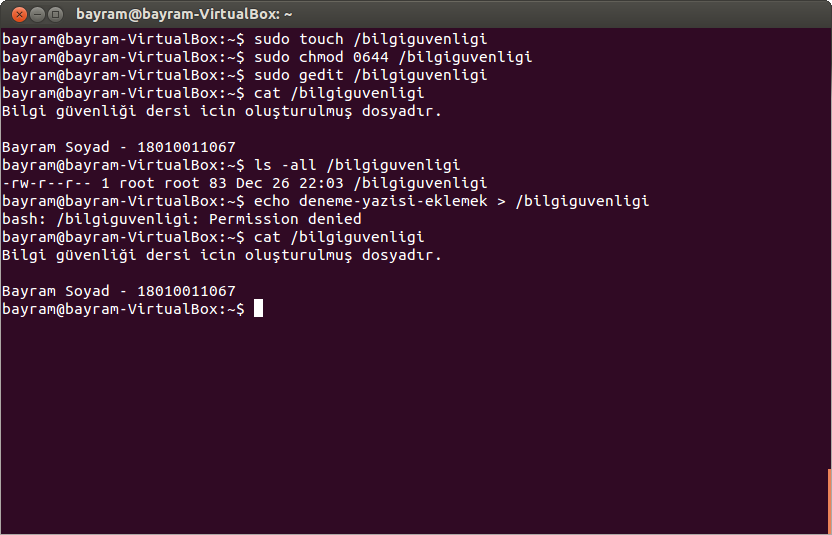 bayram@bayram-VirtualBox: ~
bayram@bayram-VirtualBox:~$ sudo touch /bilgiguvenligi
bayram@bayram-VirtualBox:~$ sudo chmod 0644 /bilgiguvenligi
bayram@bayram-VirtualBox:~$ sudo gedit /bilgiguvenligi
bayram@bayram-VirtualBox:~$ cat /bilgiguvenligi
Bilgi güvenliği dersi icin oluşturulmuş dosyadır.

Bayram Soyad - 18010011067
bayram@bayram-VirtualBox:~$ ls -all /bilgiguvenligi
-rw-r--r-- 1 root root 83 Dec 26 22:03 /bilgiguvenligi
bayram@bayram-VirtualBox:~$ echo deneme-yazisi-eklemek > /bilgiguvenligi
bash: /bilgiguvenligi: Permission denied
bayram@bayram-VirtualBox:~$ cat /bilgiguvenligi
Bilgi güvenliği dersi icin oluşturulmuş dosyadır.

Bayram Soyad - 18010011067
bayram@bayram-VirtualBox:~$